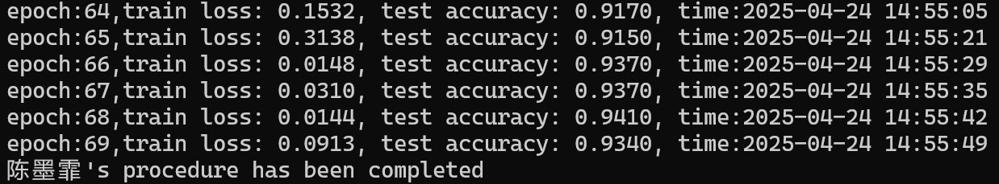 epoch:64,train loss: 0.1532, test accuracy: 0.9170, time:2025-04-24 14:55:05
epoch:65,train loss: 0.3138, test accuracy: 0.9150, time:2025-04-24 14:55:21
epoch:66,train loss: 0.0148, test accuracy: 0.9370, time:2025-04-24 14:55:29
epoch:67,train loss: 0.0310, test accuracy: 0.9370, time:2025-04-24 14:55:35
epoch:68,train loss: 0.0144, test accuracy: 0.9410, time:2025-04-24 14:55:42
epoch:69,train loss: 0.0913, test accuracy: 0.9340, time:2025-04-24 14:55:49
陈墨霏's procedure has been completed